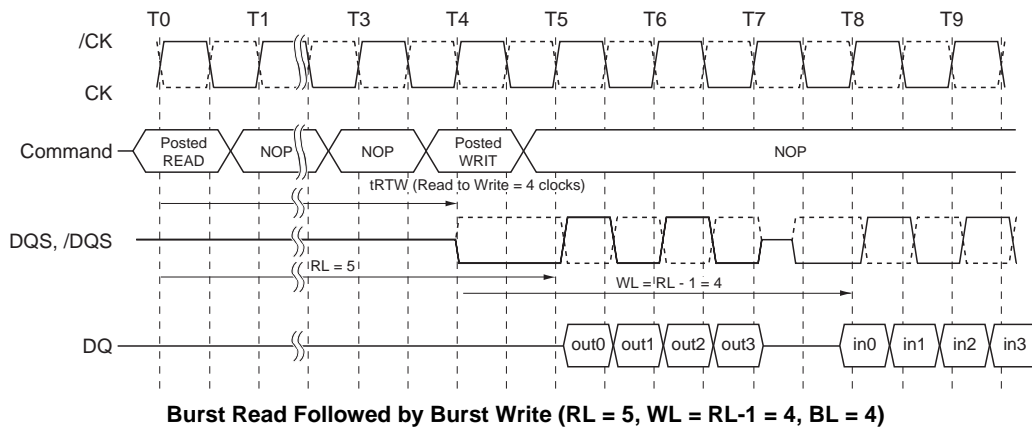 T0 T1 T3 T4 T5 T6 T7 T8 T9
/CK
CK
Command Posted READ NOP NOP Posted WRIT NOP
tRTW (Read to Write = 4 clocks)
DQS, /DQS
RL = 5
WL = RL - 1 = 4
DQ out0 out1 out2 out3 in0 in1 in2 in3
Burst Read Followed by Burst Write (RL = 5, WL = RL-1 = 4, BL = 4)